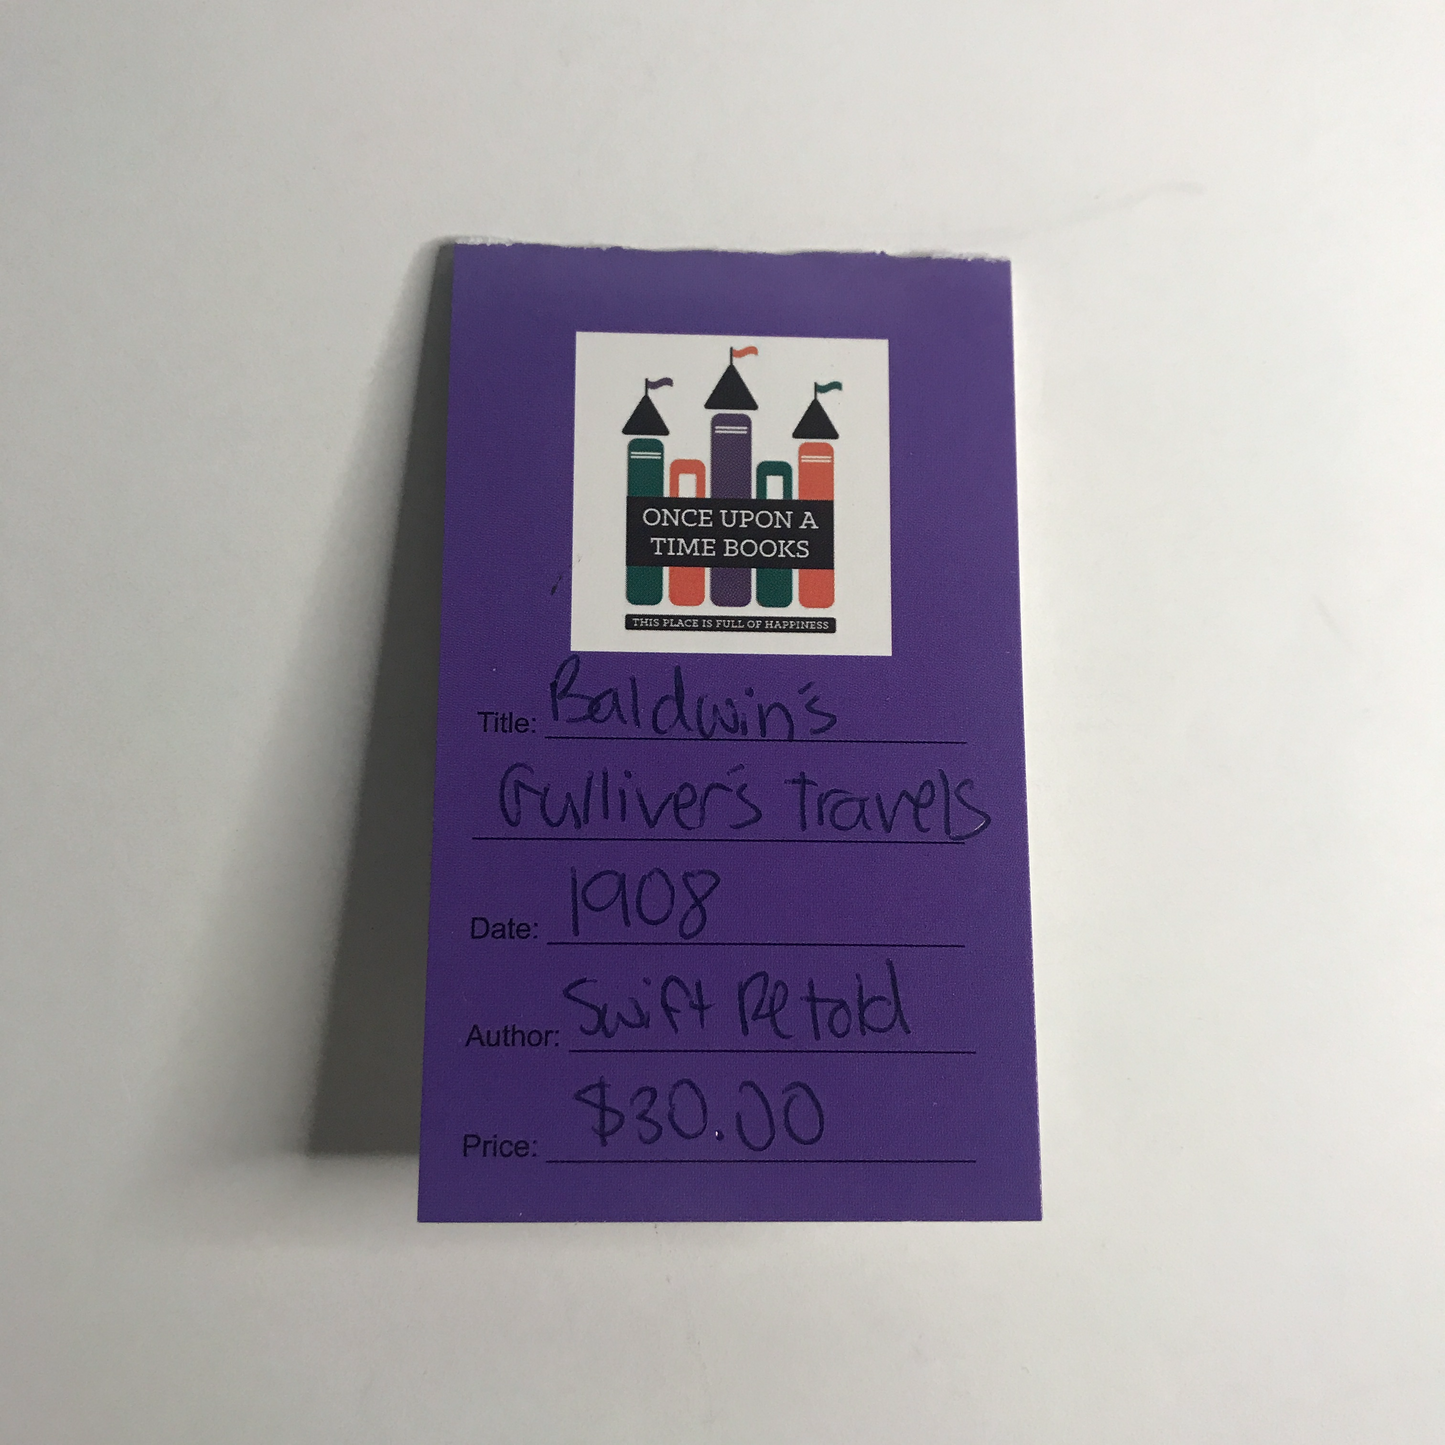 ONCE UPON A
TIME BOOKS
THIS PLACE IS FULL OF HAPPINESS
Title: Baldwin's
Gulliver's Travels
Date: 1908
Author: Swift Retold
Price: $30.00